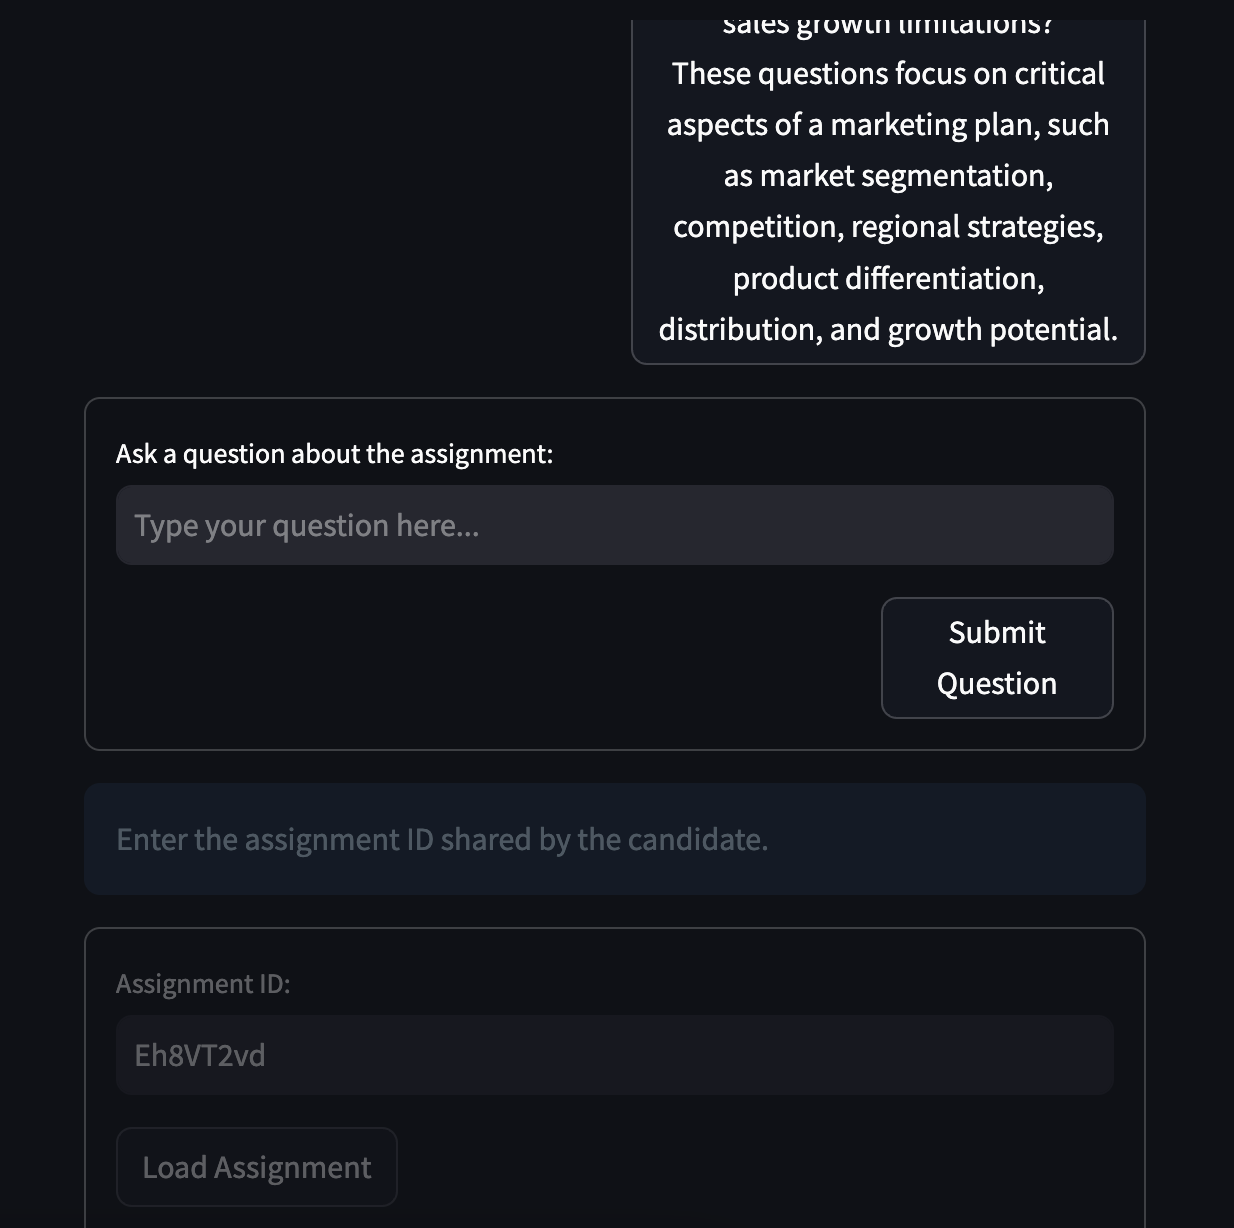 sales growth limitations?
These questions focus on critical
aspects of a marketing plan, such
as market segmentation,
competition, regional strategies,
product differentiation,
distribution, and growth potential.
Ask a question about the assignment:
Type your question here...
Submit
Question
Enter the assignment ID shared by the candidate.
Assignment ID:
Eh8VT2vd
Load Assignment